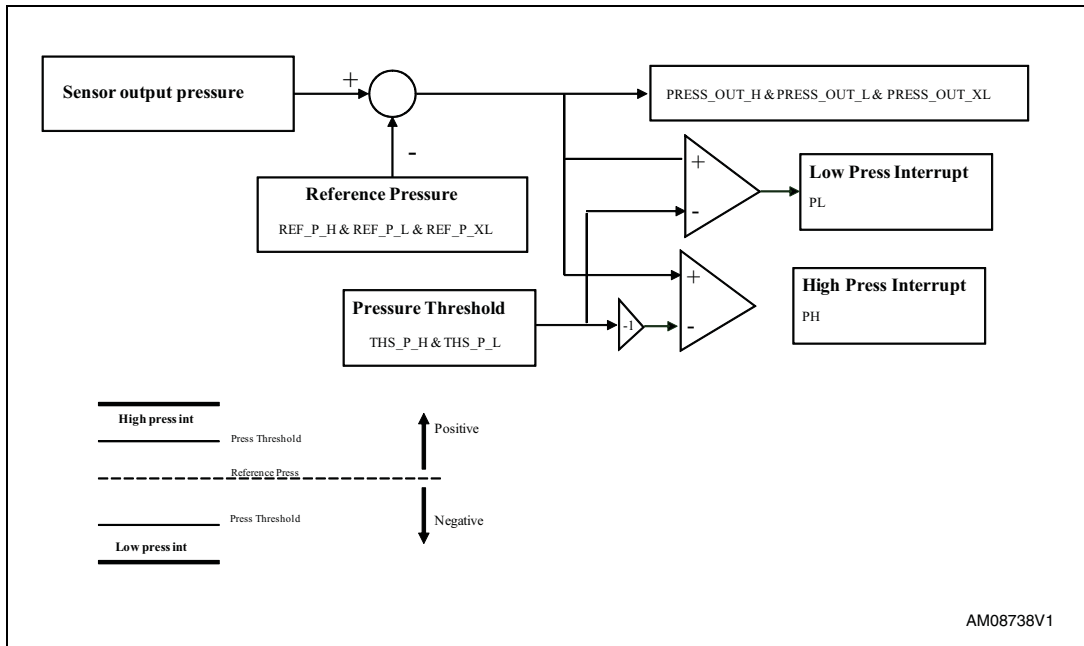 Sensor output pressure
+
-
PRESS_OUT_H & PRESS_OUT_L & PRESS_OUT_XL
Reference Pressure
REF_P_H & REF_P_L & REF_P_XL
+
-
Low Press Interrupt
PL
Pressure Threshold
THS_P_H & THS_P_L
-1
+
-
High Press Interrupt
PH
High press int
Press Threshold
Reference Press
Press Threshold
Low press int
Positive
Negative
AM08738V1